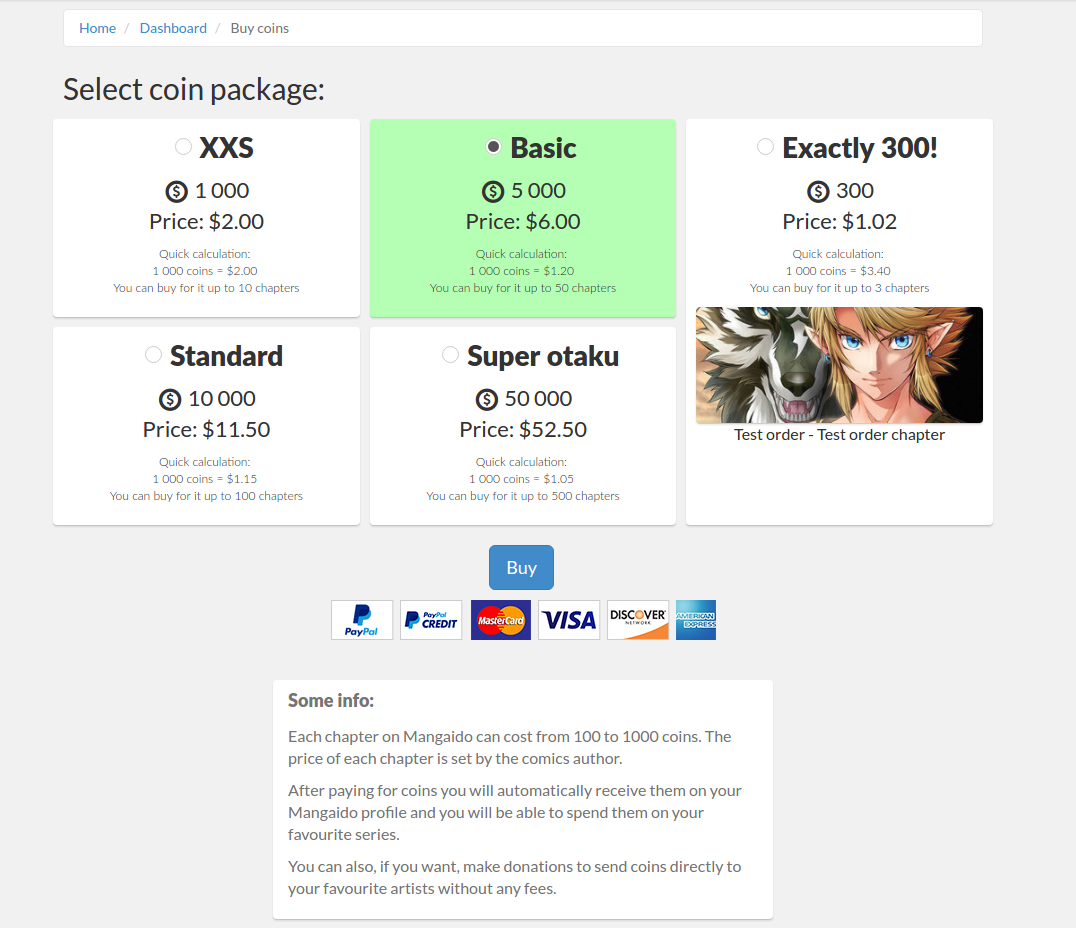 Home / Dashboard / Buy coins
Select coin package:
XXS
1 000
Price: $2.00
Quick calculation:
1 000 coins = $2.00
You can buy for it up to 10 chapters
Basic
5 000
Price: $6.00
Quick calculation:
1 000 coins = $1.20
You can buy for it up to 50 chapters
Exactly 300!
300
Price: $1.02
Quick calculation:
1 000 coins = $3.40
You can buy for it up to 3 chapters
Test order - Test order chapter
Standard
10 000
Price: $11.50
Quick calculation:
1 000 coins = $1.15
You can buy for it up to 100 chapters
Super otaku
50 000
Price: $52.50
Quick calculation:
1 000 coins = $1.05
You can buy for it up to 500 chapters
Buy
PayPal
PayPal CREDIT
MasterCard
VISA
DISCOVER NETWORK
AMERICAN EXPRESS
Some info:
Each chapter on Mangaido can cost from 100 to 1000 coins. The
price of each chapter is set by the comics author.
After paying for coins you will automatically receive them on your
Mangaido profile and you will be able to spend them on your
favourite series.
You can also, if you want, make donations to send coins directly to
your favourite artists without any fees.